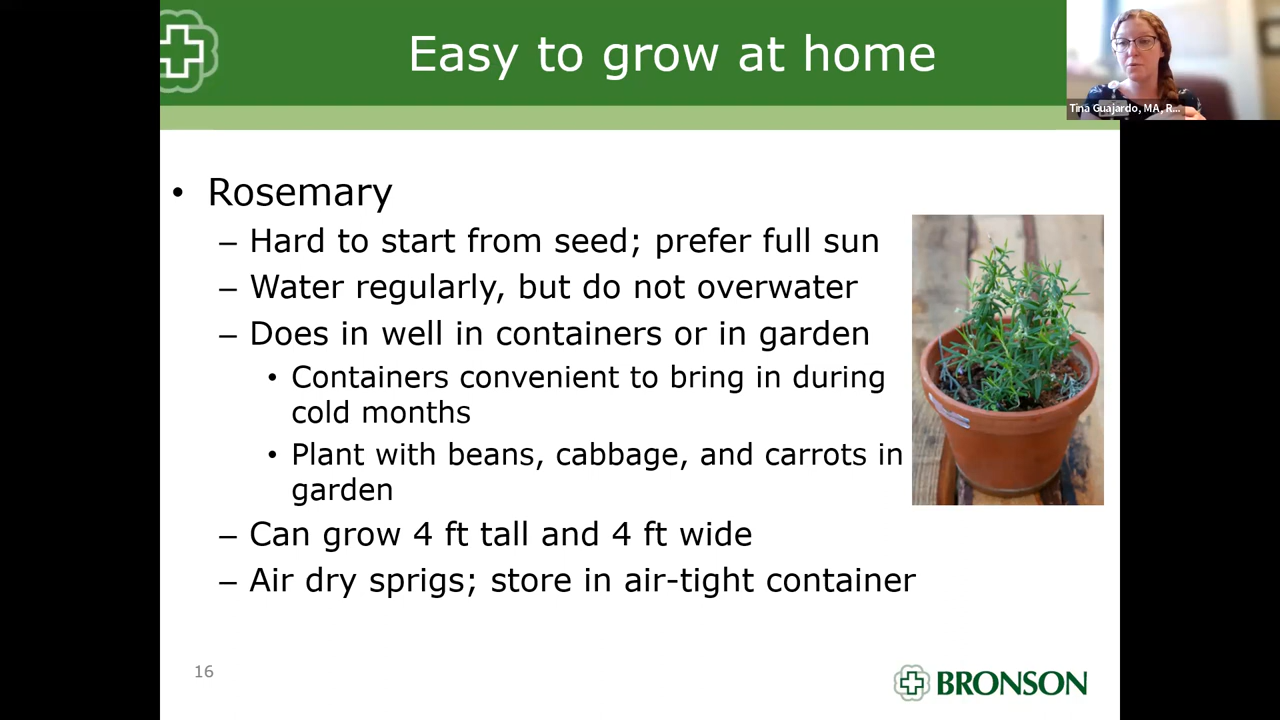 Easy to grow at home
Tina Guajardo, MA, R...
• Rosemary
– Hard to start from seed; prefer full sun
– Water regularly, but do not overwater
– Does in well in containers or in garden
• Containers convenient to bring in during
cold months
• Plant with beans, cabbage, and carrots in
garden
– Can grow 4 ft tall and 4 ft wide
– Air dry sprigs; store in air-tight container
16
BRONSON